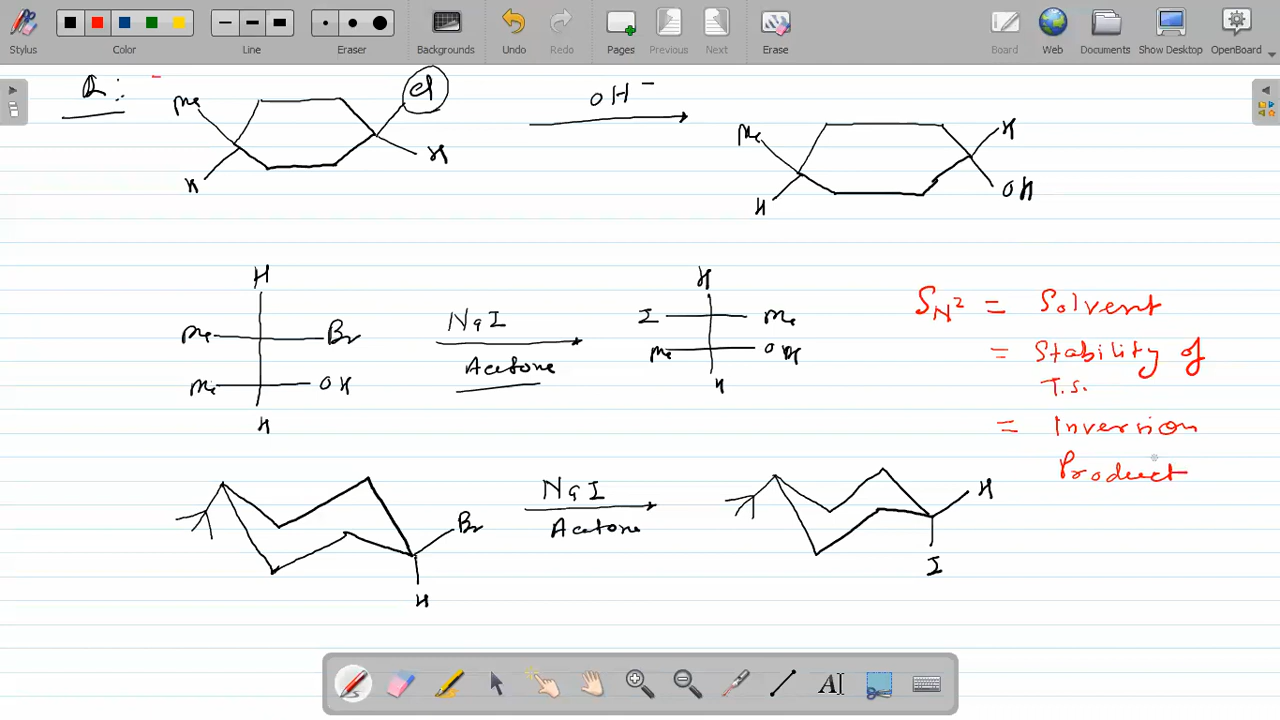 Stylus
Color
Line
Eraser
Backgrounds
Undo
Redo
Pages
Previous
Next
Erase
Board
Web
Documents
Show Desktop
OpenBoard
Q:
Me
Cl
H
H
OH⁻
Me
H
H
OH
H
Me Br
Me OH
H
NaI
Acetone
H
I Me
Me OH
H
SN2 = Solvent
= Stability of
T.S.
= Inversion
Product
Br
H
NaI
Acetone
H
I